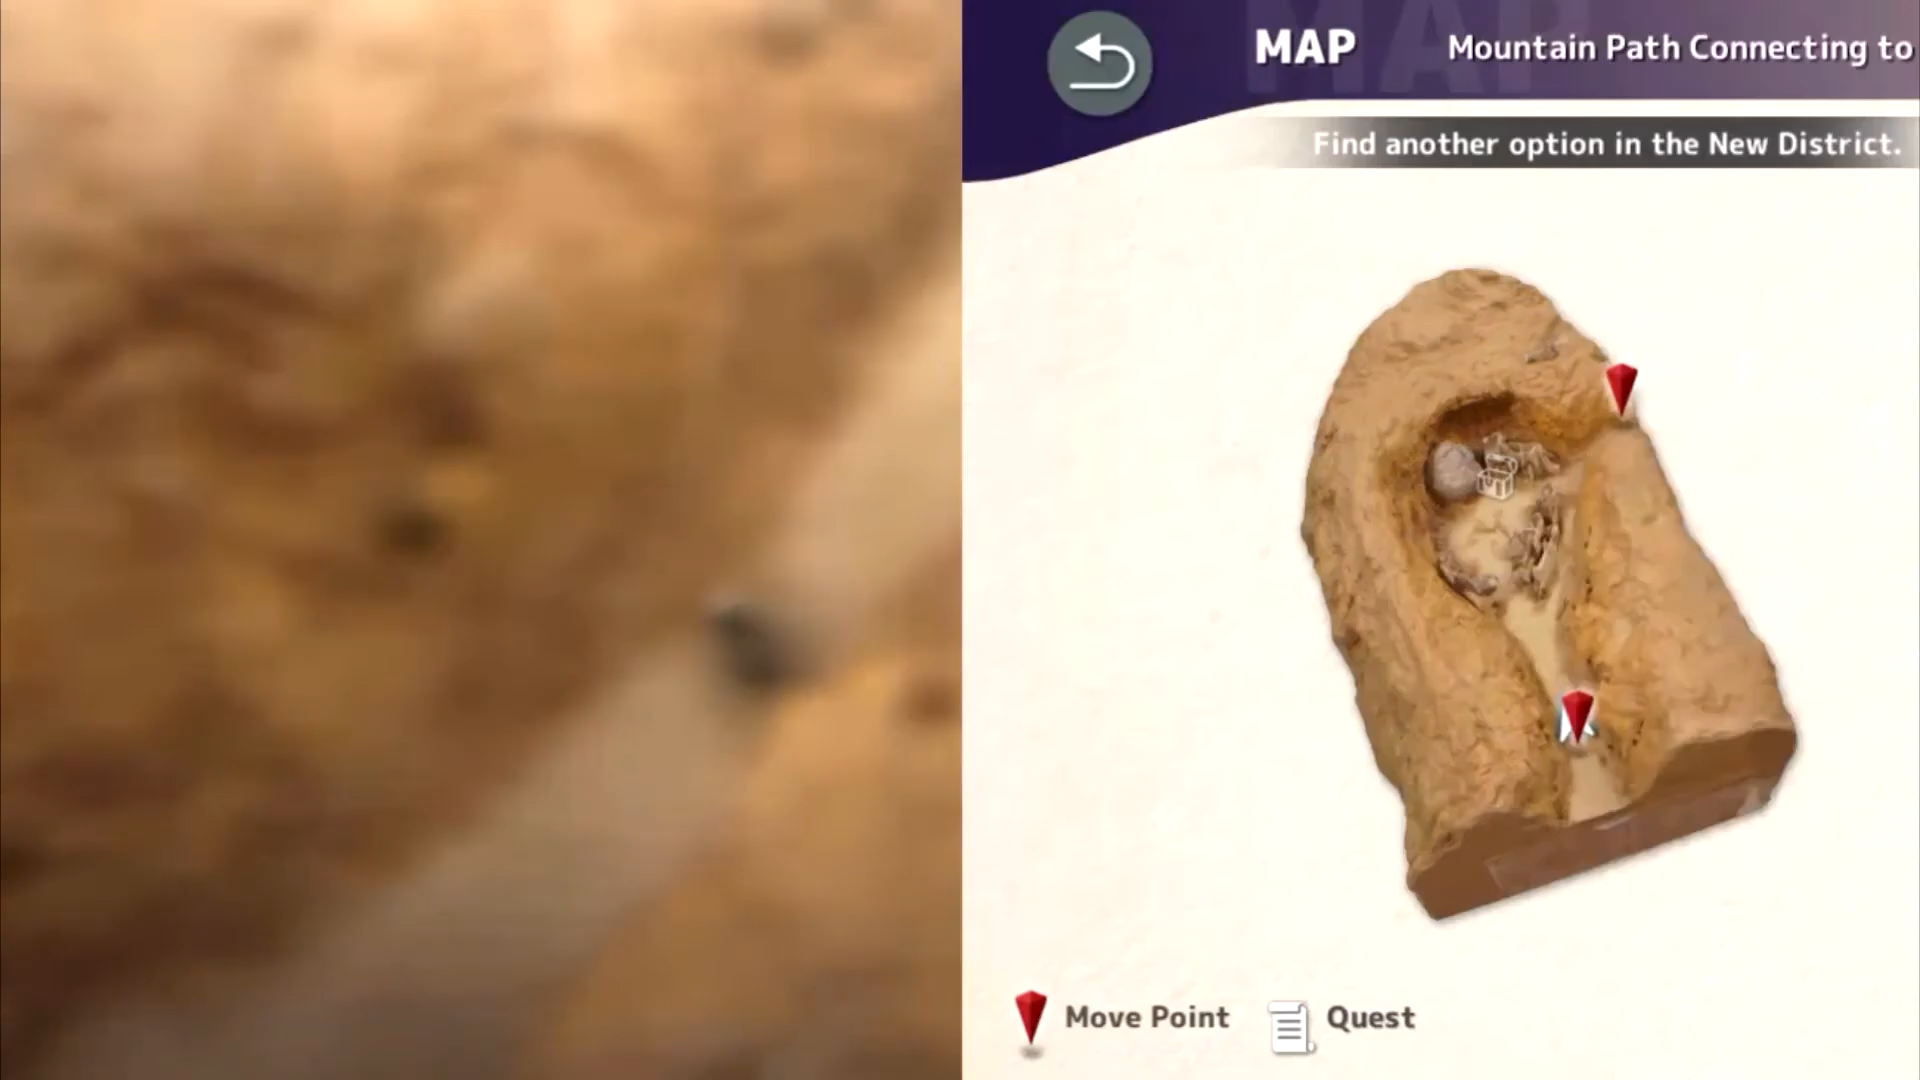 MAP
Mountain Path Connecting to
Find another option in the New District.
Move Point
Quest